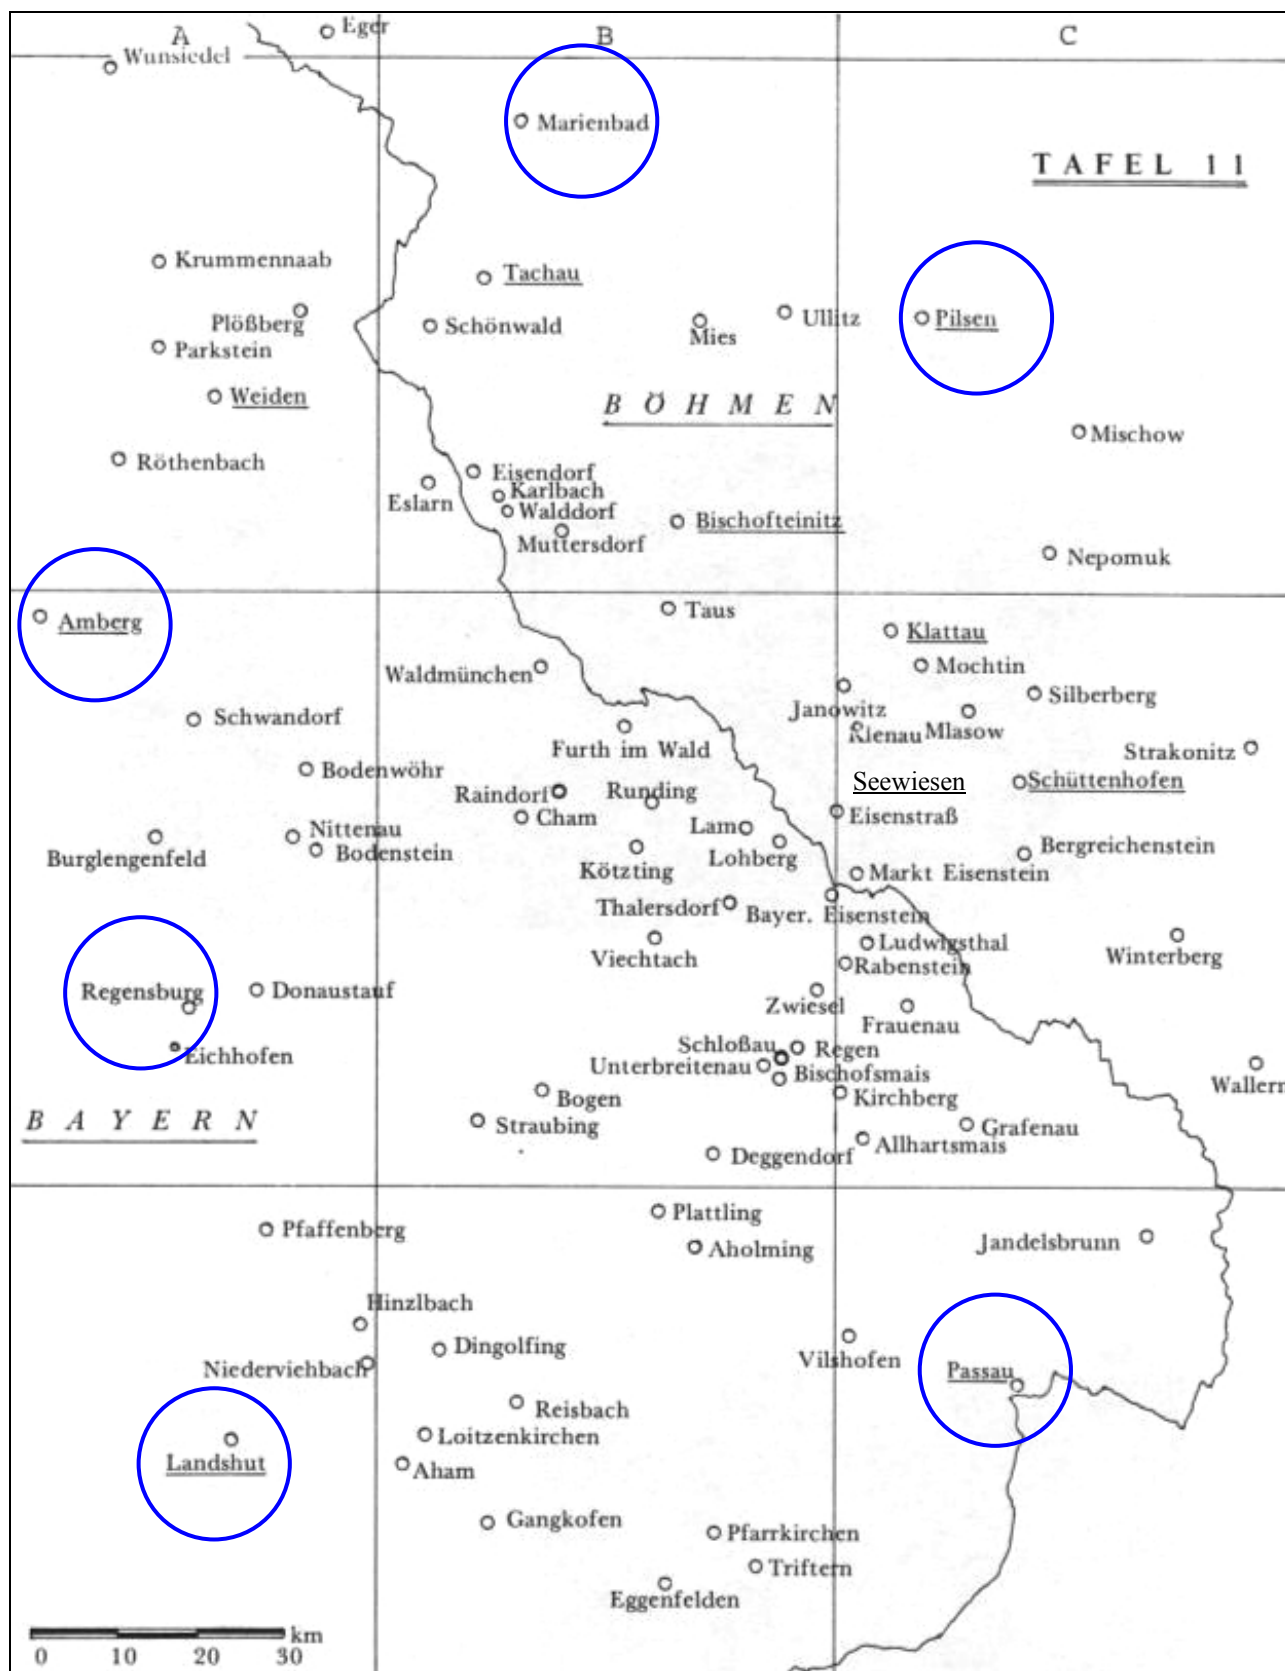 A
B
C
Eger
Wunsiedel
Marienbad
TAFEL 11
Krummennaab
Tachau
Plößberg
Schönwald
Mies
Ullitz
Pilsen
Parkstein
Weiden
BÖHMEN
Mischow
Röthenbach
Eisendorf
Eslarn
Karlbach
Walddorf
Muttersdorf
Bischofteinitz
Nepomuk
Amberg
Taus
Klattau
Waldmünchen
Mochtin
Silberberg
Janowitz
Schwandorf
Furth im Wald
Klenau
Mlasow
Strakonitz
Bodenwöhr
Raindorf
Runding
Seewiesen
Schüttenhofen
Cham
Lam
Eisenstraß
Nittenau
Burglengenfeld
Bodenstein
Kötzting
Lohberg
Bergreichenstein
Markt Eisenstein
Thalersdorf
Bayer. Eisenstein
Viechtach
Ludwigsthal
Winterberg
Rabenstein
Regensburg
Donaustauf
Zwiesel
Frauenau
Eichhofen
Schloßau
Regen
Unterbreitenau
Bischofsmais
Wallern
Bogen
Kirchberg
BAYERN
Straubing
Grafenau
Deggendorf
Allhartsmais
Pfaffenberg
Plattling
Aholming
Jandelsbrunn
Hinzlbach
Dingolfing
Vilshofen
Niederviehbach
Passau
Reisbach
Loitzenkirchen
Landshut
Aham
Gangkofen
Pfarrkirchen
Triftern
Eggenfelden
km
0 10 20 30